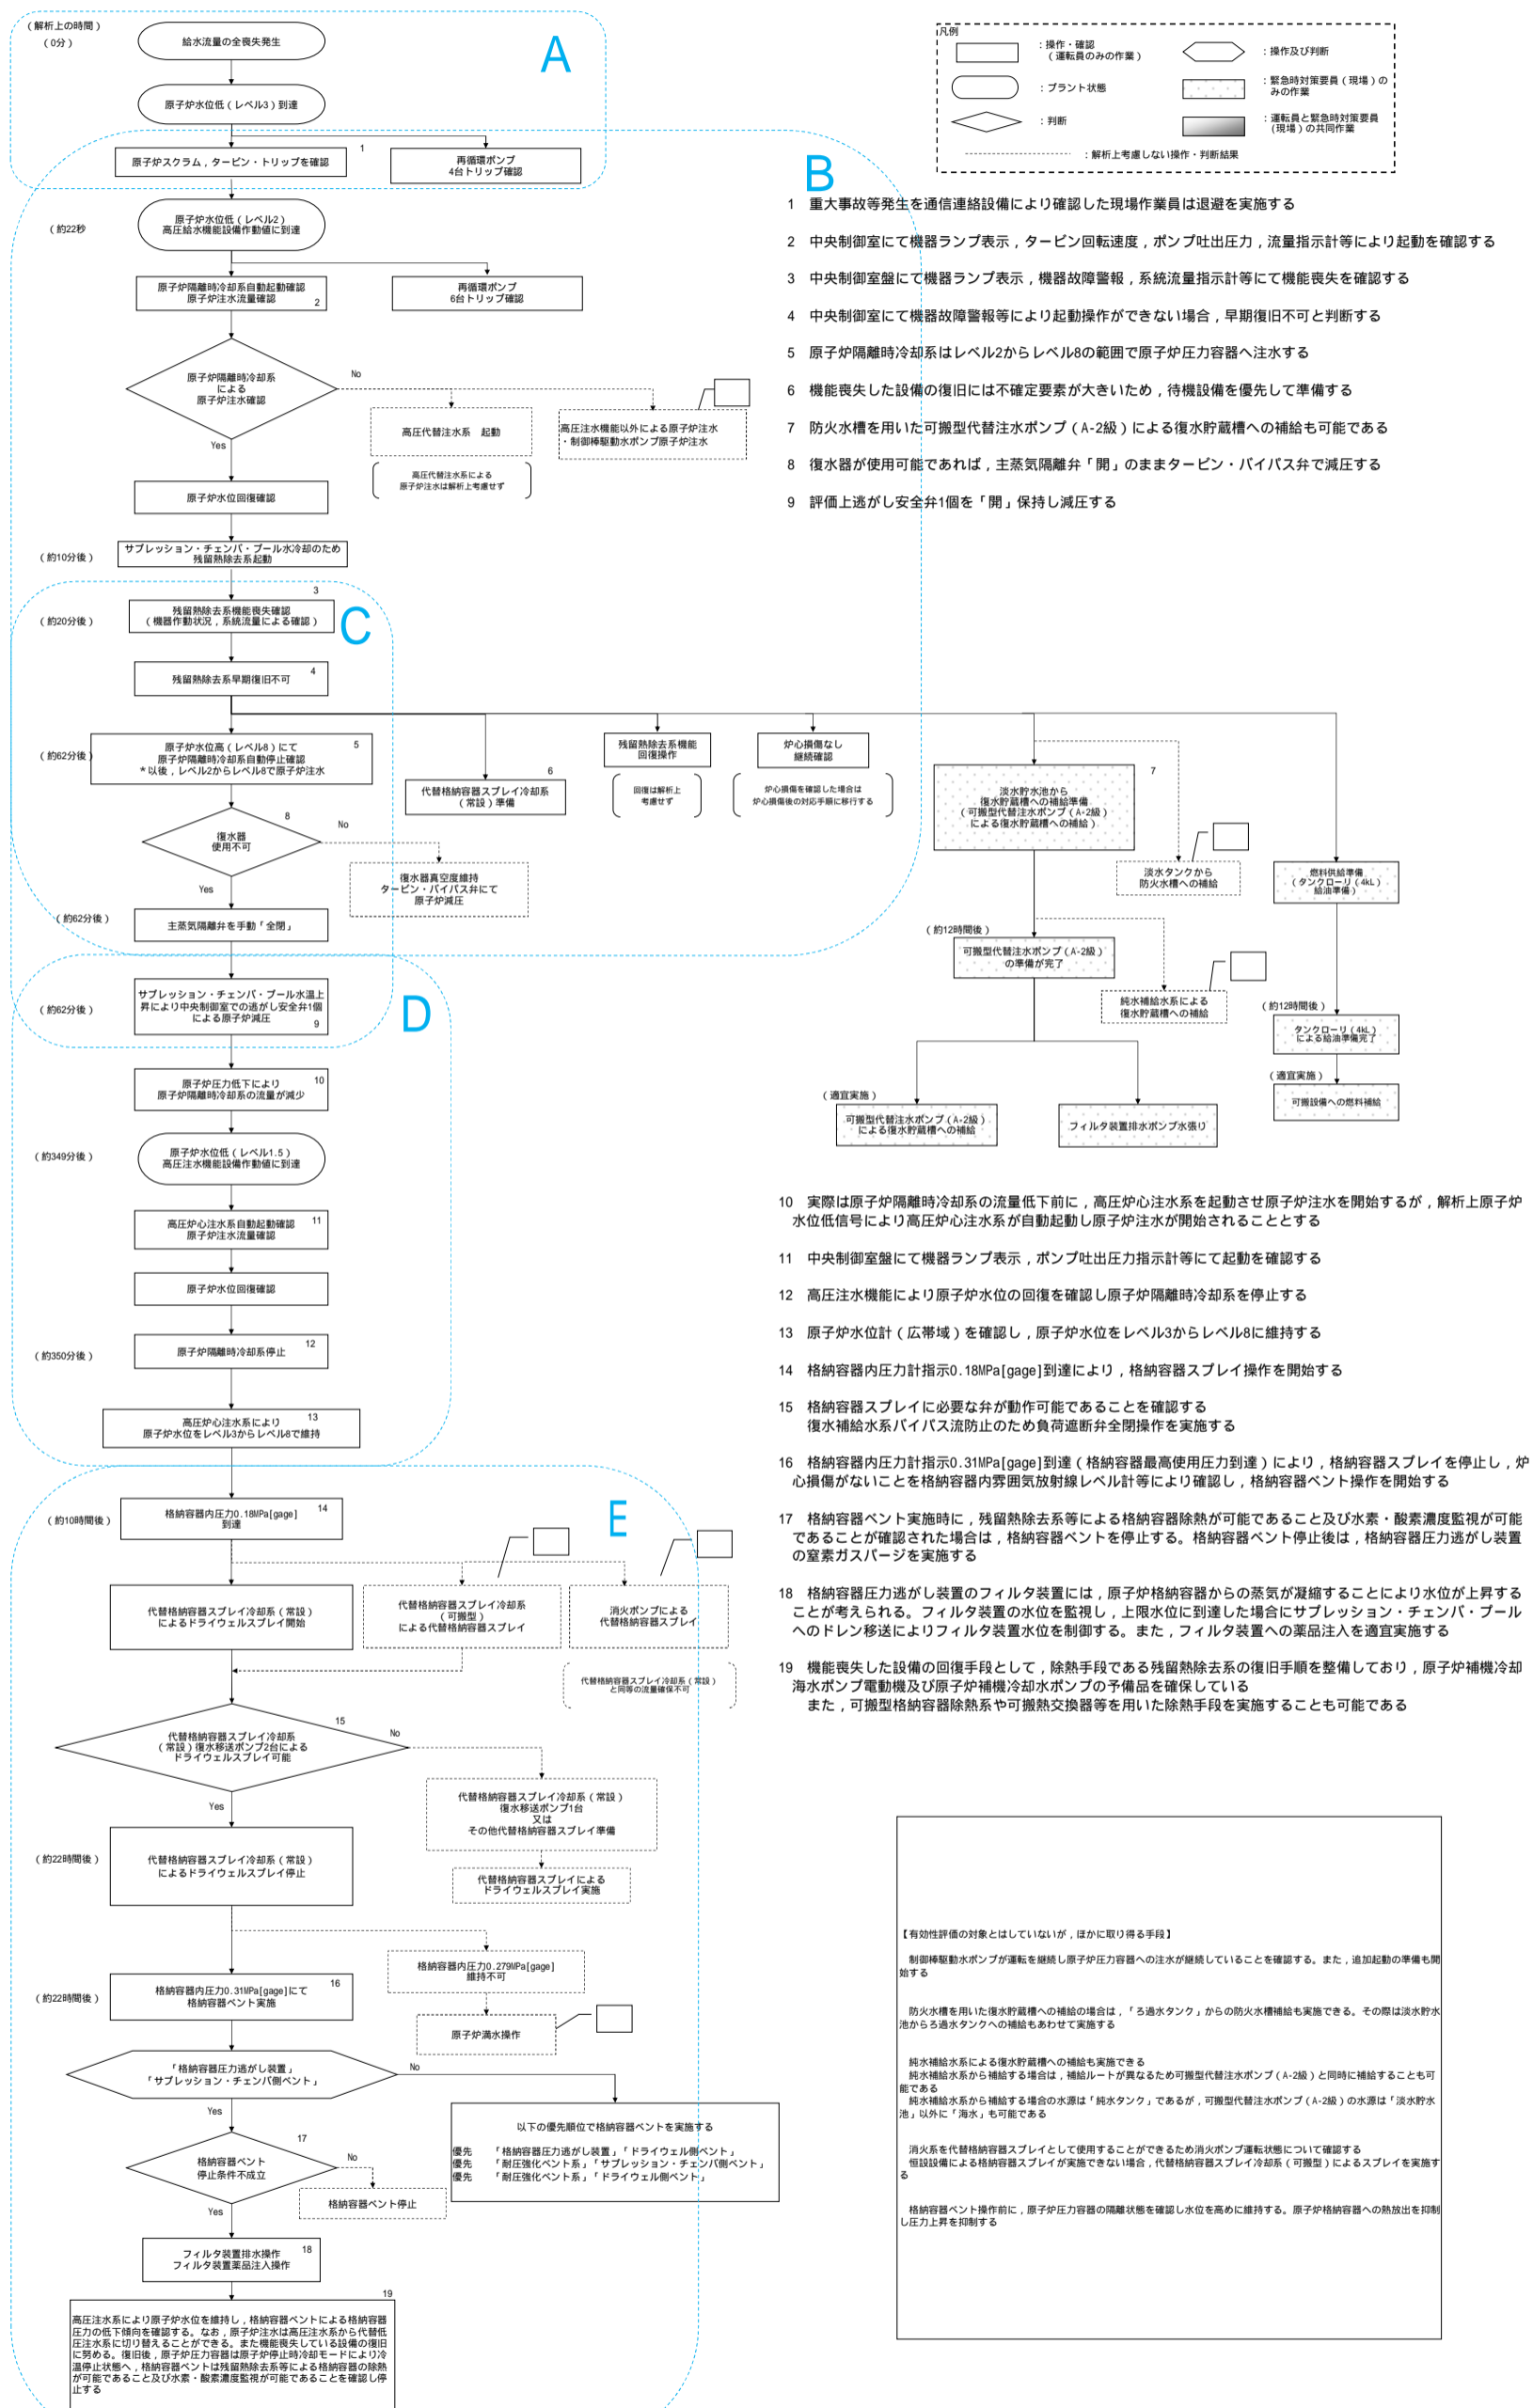 (解析上の時間)
(0分)
給水流量の全喪失発生
A
原子炉水位低(レベル3)到達
原子炉スクラム,タービン・トリップを確認
1
再循環ポンプ
4台トリップ確認
B
凡例
:操作・確認
(運転員のみの作業)
:操作及び判断
:プラント状態
:緊急時対策要員(現場)の
みの作業
:判断
:運転員と緊急時対策要員
(現場)の共同作業
:解析上考慮しない操作・判断結果
(約22秒
原子炉水位低(レベル2)
高圧給水機能設備作動値に到達
原子炉隔離時冷却系自動起動確認
原子炉注水流量確認
2
再循環ポンプ
6台トリップ確認
原子炉隔離時冷却系
による
原子炉注水確認
No
Yes
高圧代替注水系 起動
高圧代替注水系による
原子炉注水は解析上考慮せず
高圧注水機能以外による原子炉注水
・制御棒駆動水ポンプ原子炉注水
原子炉水位回復確認
(約10分後)
サプレッション・チェンバ・プール水冷却のため
残留熱除去系起動
1 重大事故等発生を通信連絡設備により確認した現場作業員は退避を実施する
2 中央制御室にて機器ランプ表示,タービン回転速度,ポンプ吐出圧力,流量指示計等により起動を確認する
3 中央制御室盤にて機器ランプ表示,機器故障警報,系統流量指示計等にて機能喪失を確認する
4 中央制御室にて機器故障警報等により起動操作ができない場合,早期復旧不可と判断する
5 原子炉隔離時冷却系はレベル2からレベル8の範囲で原子炉圧力容器へ注水する
6 機能喪失した設備の復旧には不確定要素が大きいため,待機設備を優先して準備する
7 防火水槽を用いた可搬型代替注水ポンプ(A-2級)による復水貯蔵槽への補給も可能である
8 復水器が使用可能であれば,主蒸気隔離弁「開」のままタービン・バイパス弁で減圧する
9 評価上逃がし安全弁1個を「開」保持し減圧する
C
(約20分後)
3
残留熱除去系機能喪失確認
(機器作動状況,系統流量による確認)
4
残留熱除去系早期復旧不可
(約62分後)
原子炉水位高(レベル8)にて
原子炉隔離時冷却系自動停止確認
*以後,レベル2からレベル8で原子炉注水
5
6
代替格納容器スプレイ冷却系
(常設)準備
残留熱除去系機能
回復操作
回復は解析上
考慮せず
炉心損傷なし
継続確認
炉心損傷を確認した場合は
炉心損傷後の対応手順に移行する
7
淡水貯水池から
復水貯蔵槽への補給準備
(可搬型代替注水ポンプ(A-2級)
による復水貯蔵槽への補給)
淡水タンクから
防火水槽への補給
燃料供給準備
(タンクローリ(4kL)
給油準備)
8
復水器
使用不可
No
Yes
復水器真空度維持
タービン・バイパス弁にて
原子炉減圧
(約62分後)
主蒸気隔離弁を手動「全閉」
(約12時間後)
可搬型代替注水ポンプ(A-2級)
の準備が完了
純水補給水系による
復水貯蔵槽への補給
(約12時間後)
タンクローリ(4kL)
による給油準備完了
(適宜実施)
可搬設備への燃料補給
(適宜実施)
可搬型代替注水ポンプ(A-2級)
による復水貯蔵槽への補給
フィルタ装置排水ポンプ水張り
D
(約62分後)
サプレッション・チェンバ・プール水温上
昇により中央制御室での逃がし安全弁1個
による原子炉減圧
9
原子炉圧力低下により
原子炉隔離時冷却系の流量が減少
10
(約349分後)
原子炉水位低(レベル1.5)
高圧注水機能設備作動値に到達
高圧炉心注水系自動起動確認
原子炉注水流量確認
11
原子炉水位回復確認
(約350分後)
原子炉隔離時冷却系停止
12
13
高圧炉心注水系により
原子炉水位をレベル3からレベル8で維持
10 実際は原子炉隔離時冷却系の流量低下前に,高圧炉心注水系を起動させ原子炉注水を開始するが,解析上原子炉
水位低信号により高圧炉心注水系が自動起動し原子炉注水が開始されることとする
11 中央制御室盤にて機器ランプ表示,ポンプ吐出圧力指示計等にて起動を確認する
12 高圧注水機能により原子炉水位の回復を確認し原子炉隔離時冷却系を停止する
13 原子炉水位計(広帯域)を確認し,原子炉水位をレベル3からレベル8に維持する
14 格納容器内圧力計指示0.18MPa[gage]到達により,格納容器スプレイ操作を開始する
15 格納容器スプレイに必要な弁が動作可能であることを確認する
復水補給水系バイパス流防止のため負荷遮断弁全閉操作を実施する
16 格納容器内圧力計指示0.31MPa[gage]到達(格納容器最高使用圧力到達)により,格納容器スプレイを停止し,炉
心損傷がないことを格納容器内雰囲気放射線レベル計等により確認し,格納容器ベント操作を開始する
17 格納容器ベント実施時に,残留熱除去系等による格納容器除熱が可能であること及び水素・酸素濃度監視が可能
であることが確認された場合は,格納容器ベントを停止する。格納容器ベント停止後は,格納容器圧力逃がし装置
の窒素ガスパージを実施する
18 格納容器圧力逃がし装置のフィルタ装置には,原子炉格納容器からの蒸気が凝縮することにより水位が上昇する
ことが考えられる。フィルタ装置の水位を監視し,上限水位に到達した場合にサプレッション・チェンバ・プール
へのドレン移送によりフィルタ装置水位を制御する。また,フィルタ装置への薬品注入を適宜実施する
19 機能喪失した設備の回復手段として,除熱手段である残留熱除去系の復旧手順を整備しており,原子炉補機冷却
海水ポンプ電動機及び原子炉補機冷却水ポンプの予備品を確保している
また,可搬型格納容器除熱系や可搬熱交換器等を用いた除熱手段を実施することも可能である
E
(約10時間後)
格納容器内圧力0.18MPa[gage]
到達
14
代替格納容器スプレイ冷却系(常設)
によるドライウェルスプレイ開始
代替格納容器スプレイ冷却系
(可搬型)
による代替格納容器スプレイ
消火ポンプによる
代替格納容器スプレイ
代替格納容器スプレイ冷却系(常設)
と同等の流量確保不可
15
代替格納容器スプレイ冷却系
(常設)復水移送ポンプ2台による
ドライウェルスプレイ可能
No
Yes
代替格納容器スプレイ冷却系(常設)
復水移送ポンプ1台
又は
その他代替格納容器スプレイ準備
代替格納容器スプレイによる
ドライウェルスプレイ実施
(約22時間後)
代替格納容器スプレイ冷却系(常設)
によるドライウェルスプレイ停止
格納容器内圧力0.279MPa[gage]
維持不可
原子炉満水操作
(約22時間後)
格納容器内圧力0.31MPa[gage]にて
格納容器ベント実施
16
「格納容器圧力逃がし装置」
「サプレッション・チェンバ側ベント」
No
Yes
以下の優先順位で格納容器ベントを実施する
優先 「格納容器圧力逃がし装置」「ドライウェル側ベント」
優先 「耐圧強化ベント系」「サプレッション・チェンバ側ベント」
優先 「耐圧強化ベント系」「ドライウェル側ベント」
17
格納容器ベント
停止条件不成立
No
Yes
格納容器ベント停止
フィルタ装置排水操作
フィルタ装置薬品注入操作
18
19
高圧注水系により原子炉水位を維持し,格納容器ベントによる格納容器
圧力の低下傾向を確認する。なお,原子炉注水は高圧注水系から代替低
圧注水系に切り替えることができる。また機能喪失している設備の復旧
に努める。復旧後,原子炉圧力容器は原子炉停止時冷却モードにより冷
温停止状態へ,格納容器ベントは残留熱除去系等による格納容器の除熱
が可能であること及び水素・酸素濃度監視が可能であることを確認し停
止する
【有効性評価の対象とはしていないが,ほかに取り得る手段】
制御棒駆動水ポンプが運転を継続し原子炉圧力容器への注水が継続していることを確認する。また,追加起動の準備も開
始する
防火水槽を用いた復水貯蔵槽への補給の場合は,「ろ過水タンク」からの防火水槽補給も実施できる。その際は淡水貯水
池からろ過水タンクへの補給もあわせて実施する
純水補給水系による復水貯蔵槽への補給も実施できる
純水補給水系から補給する場合は,補給ルートが異なるため可搬型代替注水ポンプ(A-2級)と同時に補給することも可
能である
純水補給水系から補給する場合の水源は「純水タンク」であるが,可搬型代替注水ポンプ(A-2級)の水源は「淡水貯水
池」以外に「海水」も可能である
消火系を代替格納容器スプレイとして使用することができるため消火ポンプ運転状態について確認する
恒設設備による格納容器スプレイが実施できない場合,代替格納容器スプレイ冷却系(可搬型)によるスプレイを実施す
る
格納容器ベント操作前に,原子炉圧力容器の隔離状態を確認し水位を高めに維持する。原子炉格納容器への熱放出を抑制
し圧力上昇を抑制する